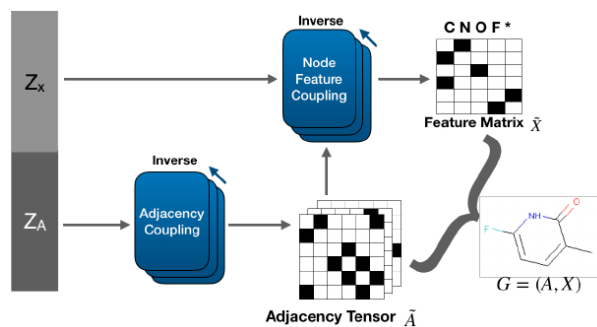 Inverse
C N O F *
Zx
Node
Feature
Coupling
Feature Matrix X̃
Inverse
ZA
Adjacency
Coupling
NH
O
F
G = (A, X)
Adjacency Tensor Ã